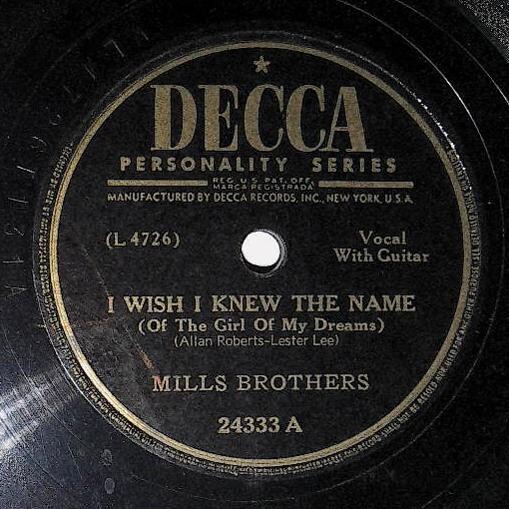 DECCA
PERSONALITY SERIES
REG. U.S. PAT. OFF.
MARCA REGISTRADA
MANUFACTURED BY DECCA RECORDS, INC., NEW YORK, U.S.A.
(L 4726)
Vocal
With Guitar
I WISH I KNEW THE NAME
(Of The Girl Of My Dreams)
(Allan Roberts-Lester Lee)
MILLS BROTHERS
24333 A